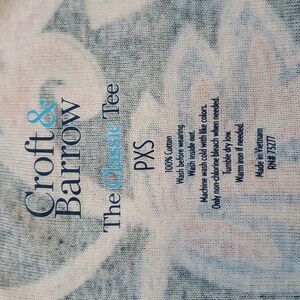 Croft &
Barrow
The Classic Tee
PXS
100% Cotton
Wash before wearing.
Wash inside out.
Machine wash cold with like colors.
Only non-chlorine bleach when needed.
Tumble dry low.
Warm iron if needed.
Made in Vietnam
RN# 73277